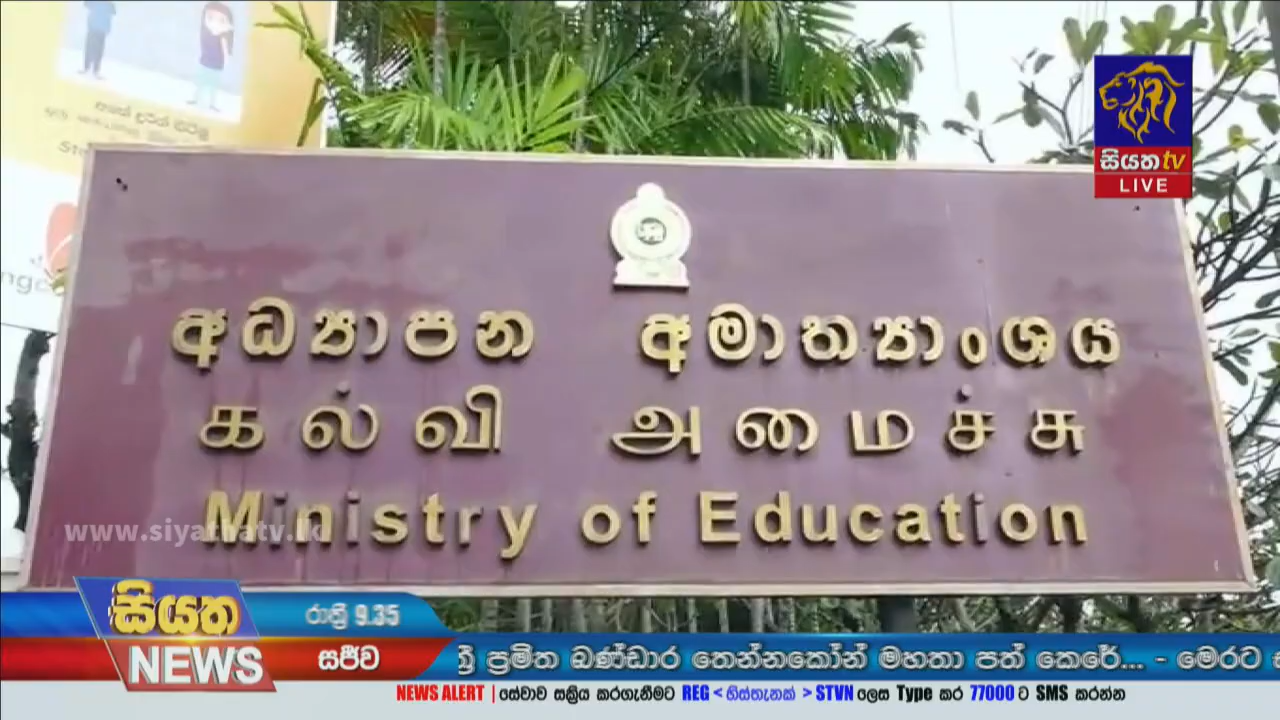 අපේ දුරින් සිටිමු
සියත tv
LIVE
අධ්‍යාපන අමාත්‍යාංශය
கல்வி அமைச்சு
Ministry of Education
www.siyathatv.lk
සියත
NEWS
රාත්‍රී 9.35
සජීව
ශ්‍රී ප්‍රමිත බණ්ඩාර තෙන්නකෝන් මහතා පත් කෙරේ... - මෙරට
NEWS ALERT | සේවාව සක්‍රීය කරගැනීමට REG < හිස්තැනක් > STVN ලෙස Type කර 77000 ට SMS කරන්න